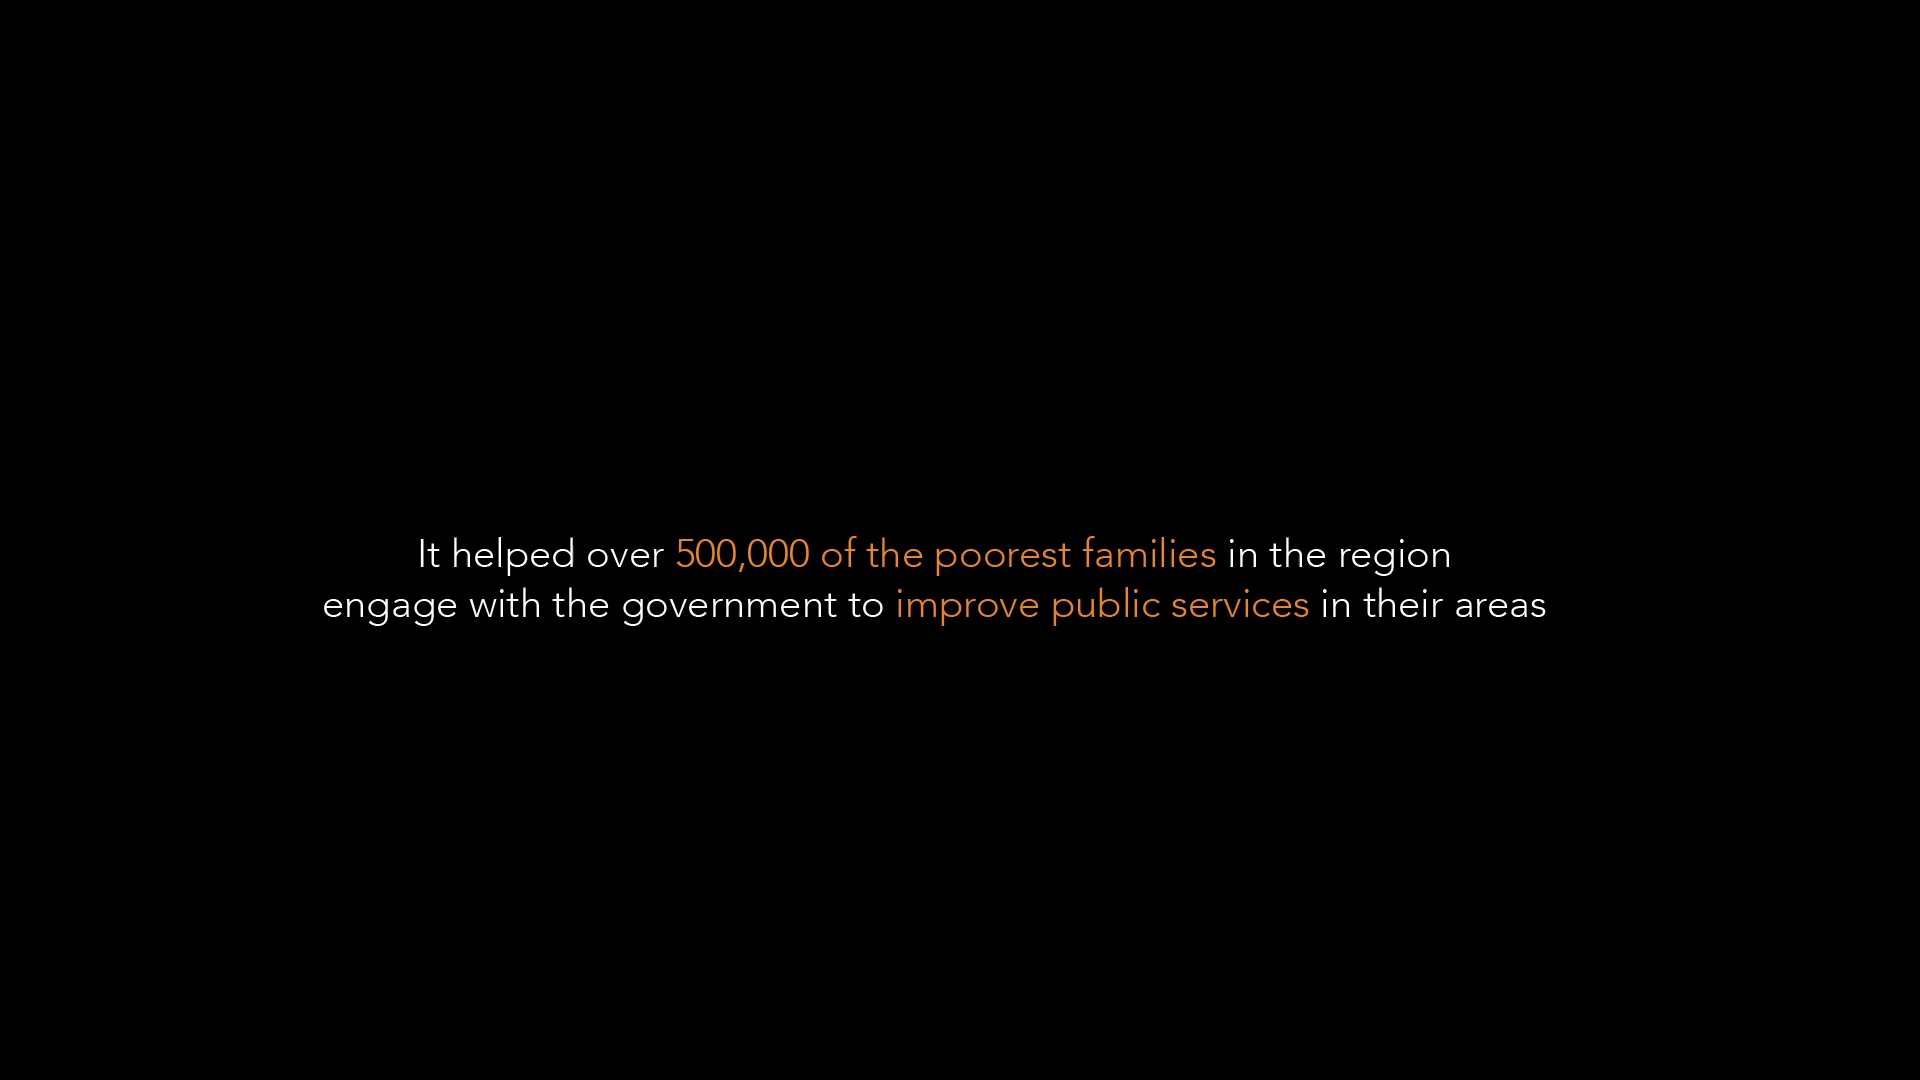 It helped over 500,000 of the poorest families in the region
engage with the government to improve public services in their areas